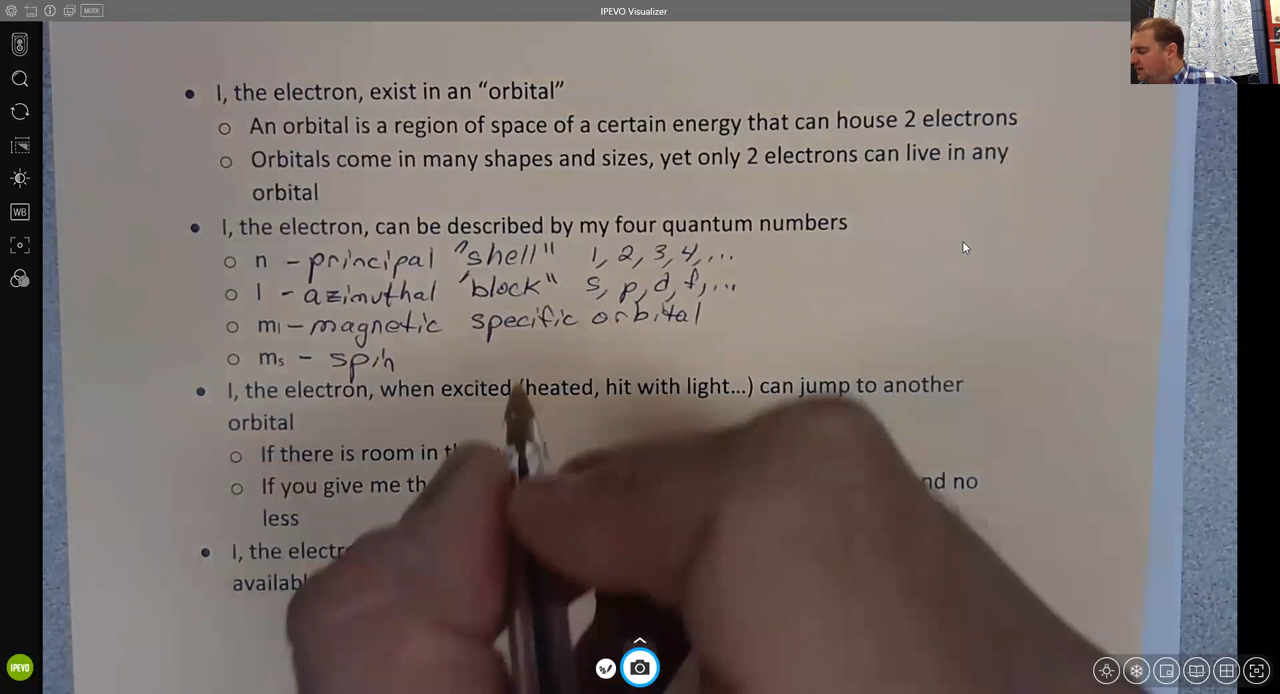 IPEVO Visualizer
MODE
• I, the electron, exist in an “orbital”
o An orbital is a region of space of a certain energy that can house 2 electrons
o Orbitals come in many shapes and sizes, yet only 2 electrons can live in any
orbital
• I, the electron, can be described by my four quantum numbers
o n - principal "shell" 1, 2, 3, 4, ...
o l - azimuthal "block" s, p, d, f, ...
o ml - magnetic specific orbital
o ms - spin
• I, the electron, when excited (heated, hit with light…) can jump to another
orbital
o If there is room in
o If you give me and no
less
• I, the
WB
IPEVO